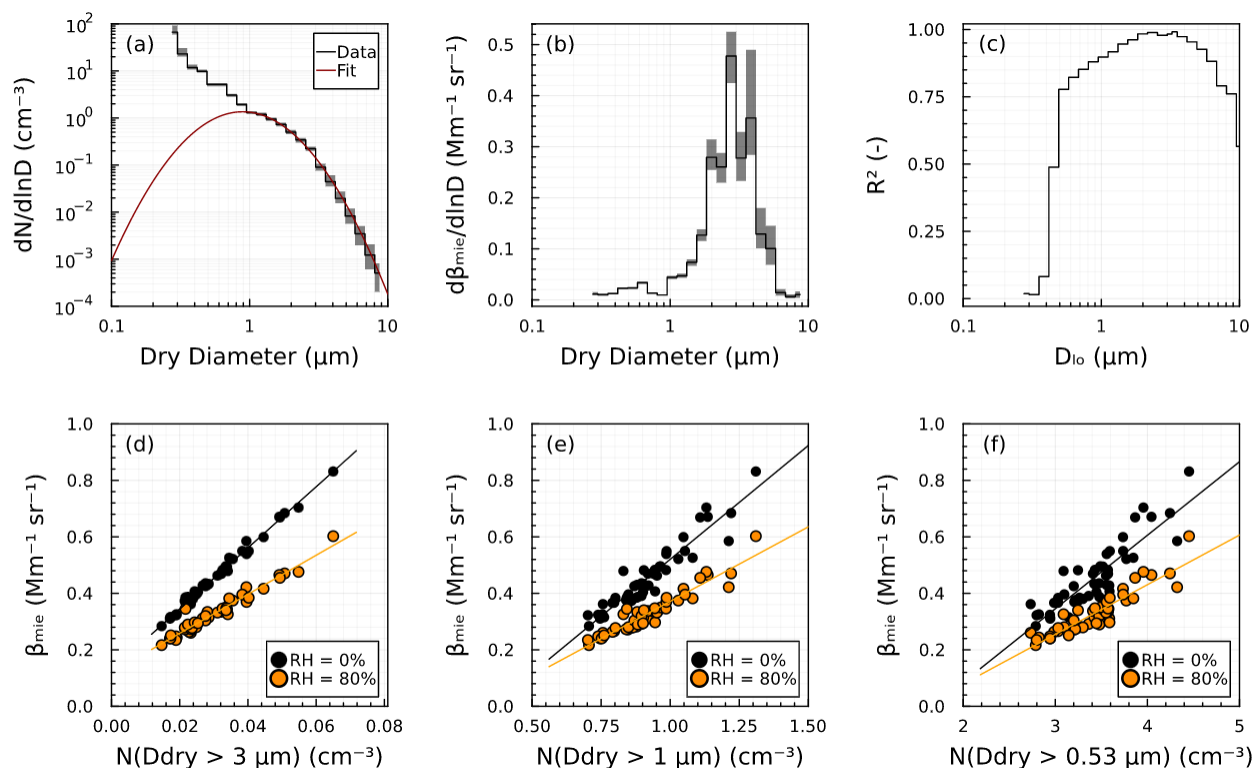 (a)
Data
Fit
10²
10¹
10⁰
10⁻¹
10⁻²
10⁻³
10⁻⁴
dN/dlnD (cm⁻³)
0.1
1
10
Dry Diameter (μm)
(b)
0.5
0.4
0.3
0.2
0.1
0.0
dβₘᵢₑ/dlnD (Mm⁻¹ sr⁻¹)
0.1
1
10
Dry Diameter (μm)
(c)
1.00
0.75
0.50
0.25
0.00
R² (-)
0.1
1
10
Dₗₒ (μm)
(d)
1.0
0.8
0.6
0.4
0.2
0.0
βₘᵢₑ (Mm⁻¹ sr⁻¹)
RH = 0%
RH = 80%
0.00
0.02
0.04
0.06
0.08
N(Ddry > 3 μm) (cm⁻³)
(e)
1.0
0.8
0.6
0.4
0.2
0.0
βₘᵢₑ (Mm⁻¹ sr⁻¹)
RH = 0%
RH = 80%
0.50
0.75
1.00
1.25
1.50
N(Ddry > 1 μm) (cm⁻³)
(f)
1.0
0.8
0.6
0.4
0.2
0.0
βₘᵢₑ (Mm⁻¹ sr⁻¹)
RH = 0%
RH = 80%
2
3
4
5
N(Ddry > 0.53 μm) (cm⁻³)